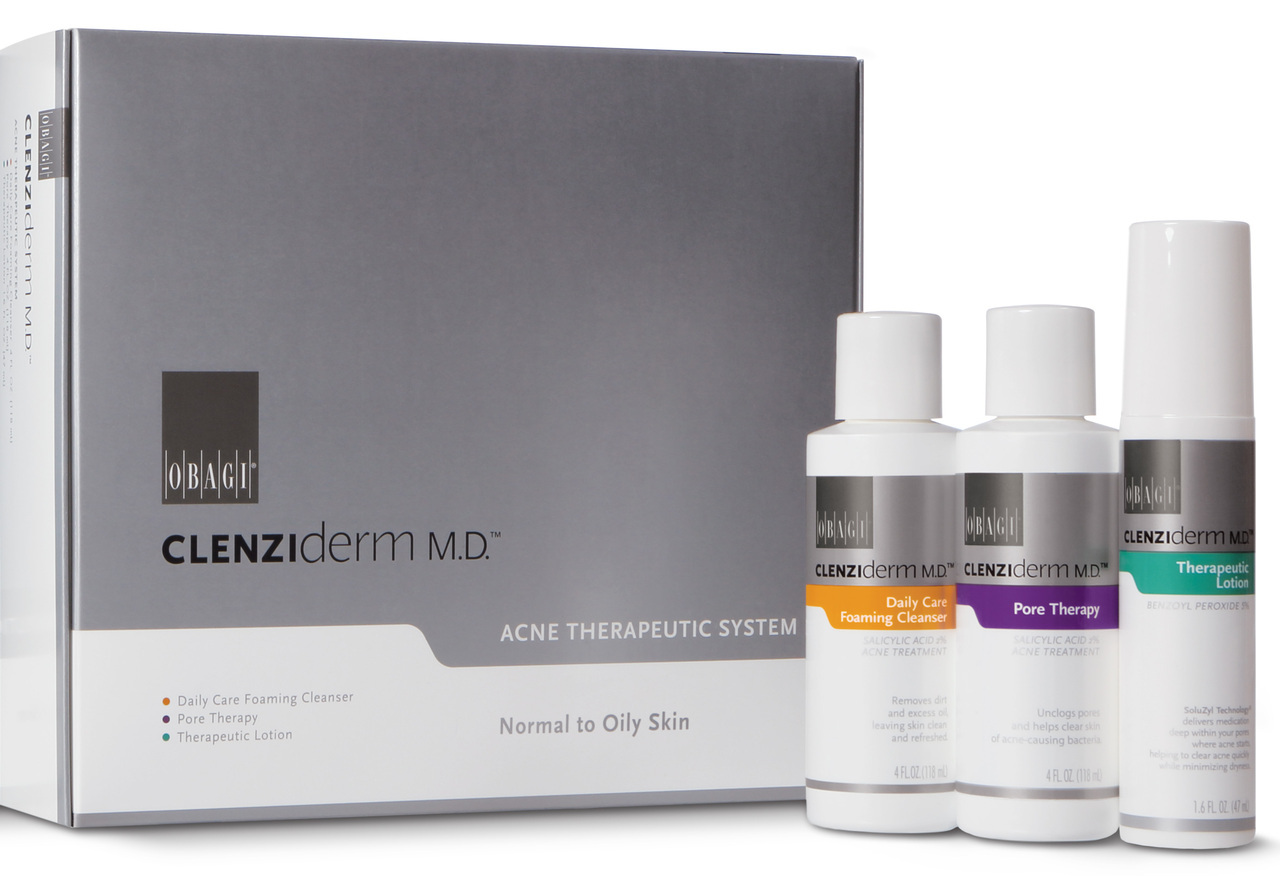 OBAGI
CLENZIderm M.D.™
ACNE THERAPEUTIC SYSTEM
OBAGI®
CLENZIderm M.D.™
ACNE THERAPEUTIC SYSTEM
• Daily Care Foaming Cleanser
• Pore Therapy
• Therapeutic Lotion
Normal to Oily Skin
OBAGI
CLENZIderm M.D.™
Daily Care
Foaming Cleanser
SALICYLIC ACID 2%
ACNE TREATMENT
Removes dirt
and excess oil,
leaving skin clean
and refreshed.
4 FL.OZ.(118 mL)
OBAGI
CLENZIderm M.D.™
Pore Therapy
SALICYLIC ACID 2%
ACNE TREATMENT
Unclogs pores
and helps clear skin
of acne-causing bacteria.
4 FL.OZ.(118 mL)
OBAGI
CLENZIderm M.D.™
Therapeutic
Lotion
BENZOYL PEROXIDE 5%
SoluZyl Technology®
delivers medication
deep within your pores
where acne starts,
helping to clear acne quickly
while minimizing dryness.
1.6 FL.OZ.(47 mL)